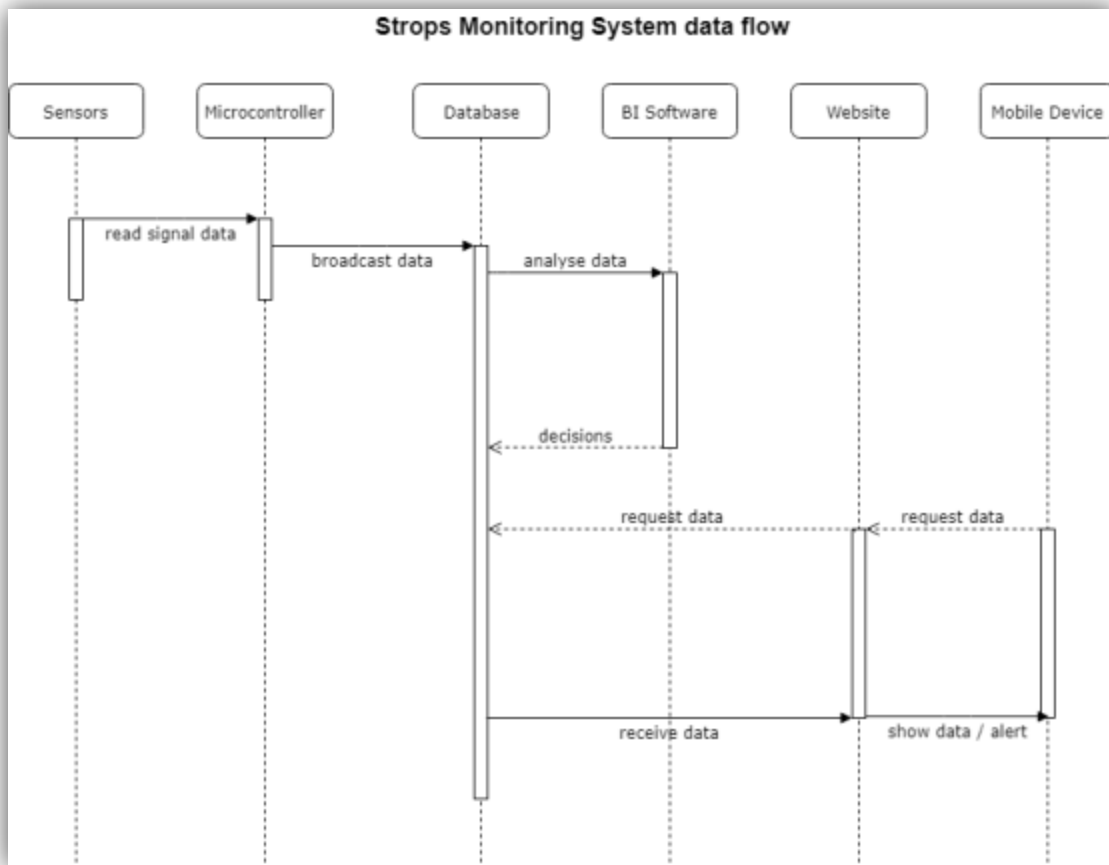 Strops Monitoring System data flow
Sensors
Microcontroller
Database
BI Software
Website
Mobile Device
read signal data
broadcast data
analyse data
decisions
request data
request data
receive data
show data / alert